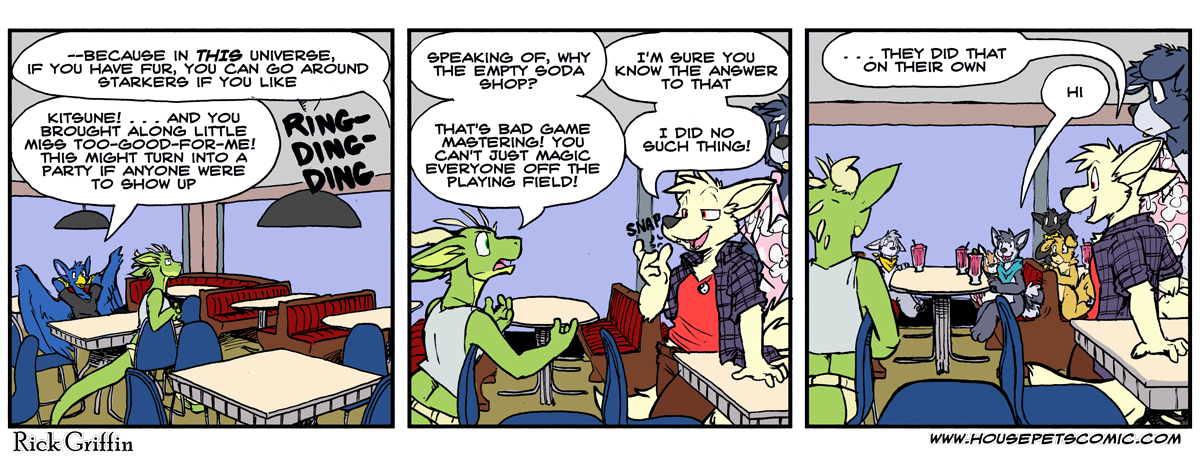 --BECAUSE IN THIS UNIVERSE,
IF YOU HAVE FUR, YOU CAN GO AROUND
STARKERS IF YOU LIKE
RING-
DING-
DING
KITSUNE! . . . AND YOU
BROUGHT ALONG LITTLE
MISS TOO-GOOD-FOR-ME!
THIS MIGHT TURN INTO A
PARTY IF ANYONE WERE
TO SHOW UP
SPEAKING OF, WHY
THE EMPTY SODA
SHOP?
I'M SURE YOU
KNOW THE ANSWER
TO THAT
THAT'S BAD GAME
MASTERING! YOU
CAN'T JUST MAGIC
EVERYONE OFF THE
PLAYING FIELD!
I DID NO
SUCH THING!
SNAP
. . . THEY DID THAT
ON THEIR OWN
HI
Rick Griffin
WWW.HOUSEPETSCOMIC.COM